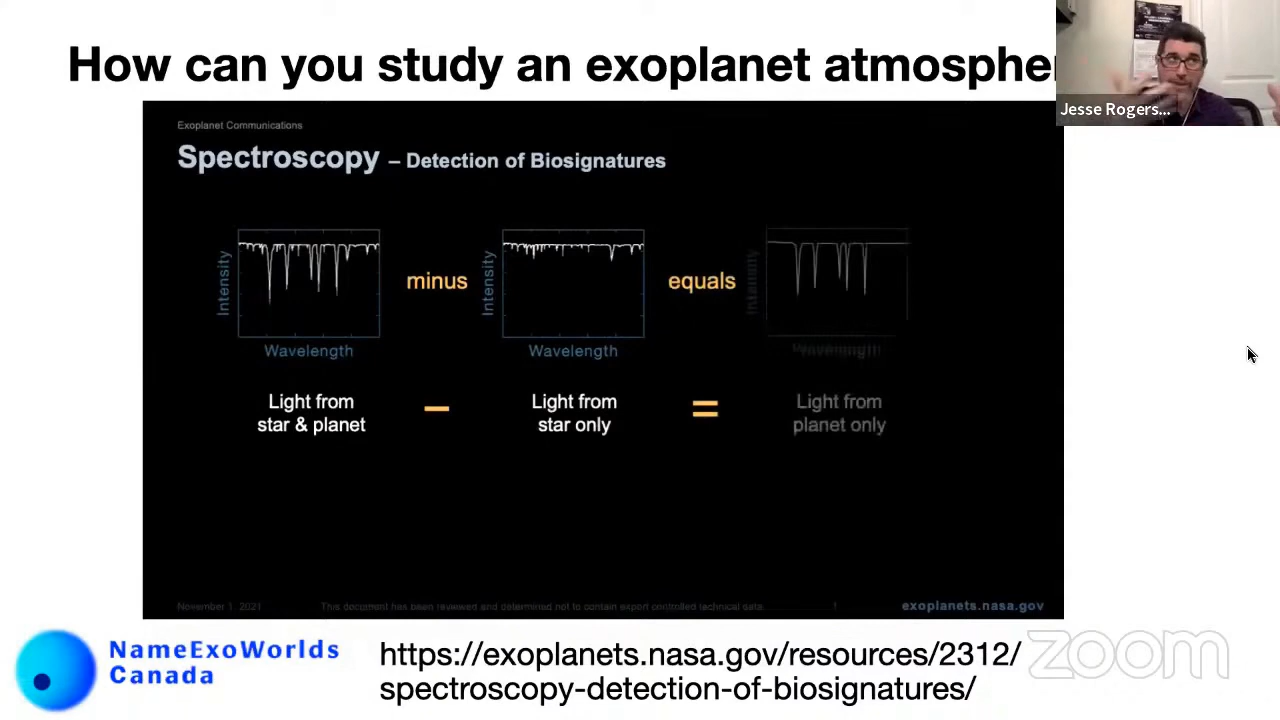 How can you study an exoplanet atmosphe
Jesse Rogers...
Exoplanet Communications
Spectroscopy – Detection of Biosignatures
Intensity
Intensity
Intensity
minus
equals
Wavelength
Wavelength
Wavelength
Light from
star & planet
–
Light from
star only
=
Light from
planet only
November 1, 2021
This document has been reviewed and determined not to contain export controlled technical data.
1
exoplanets.nasa.gov
NameExoWorlds
Canada
https://exoplanets.nasa.gov/resources/2312/
spectroscopy-detection-of-biosignatures/
zoom